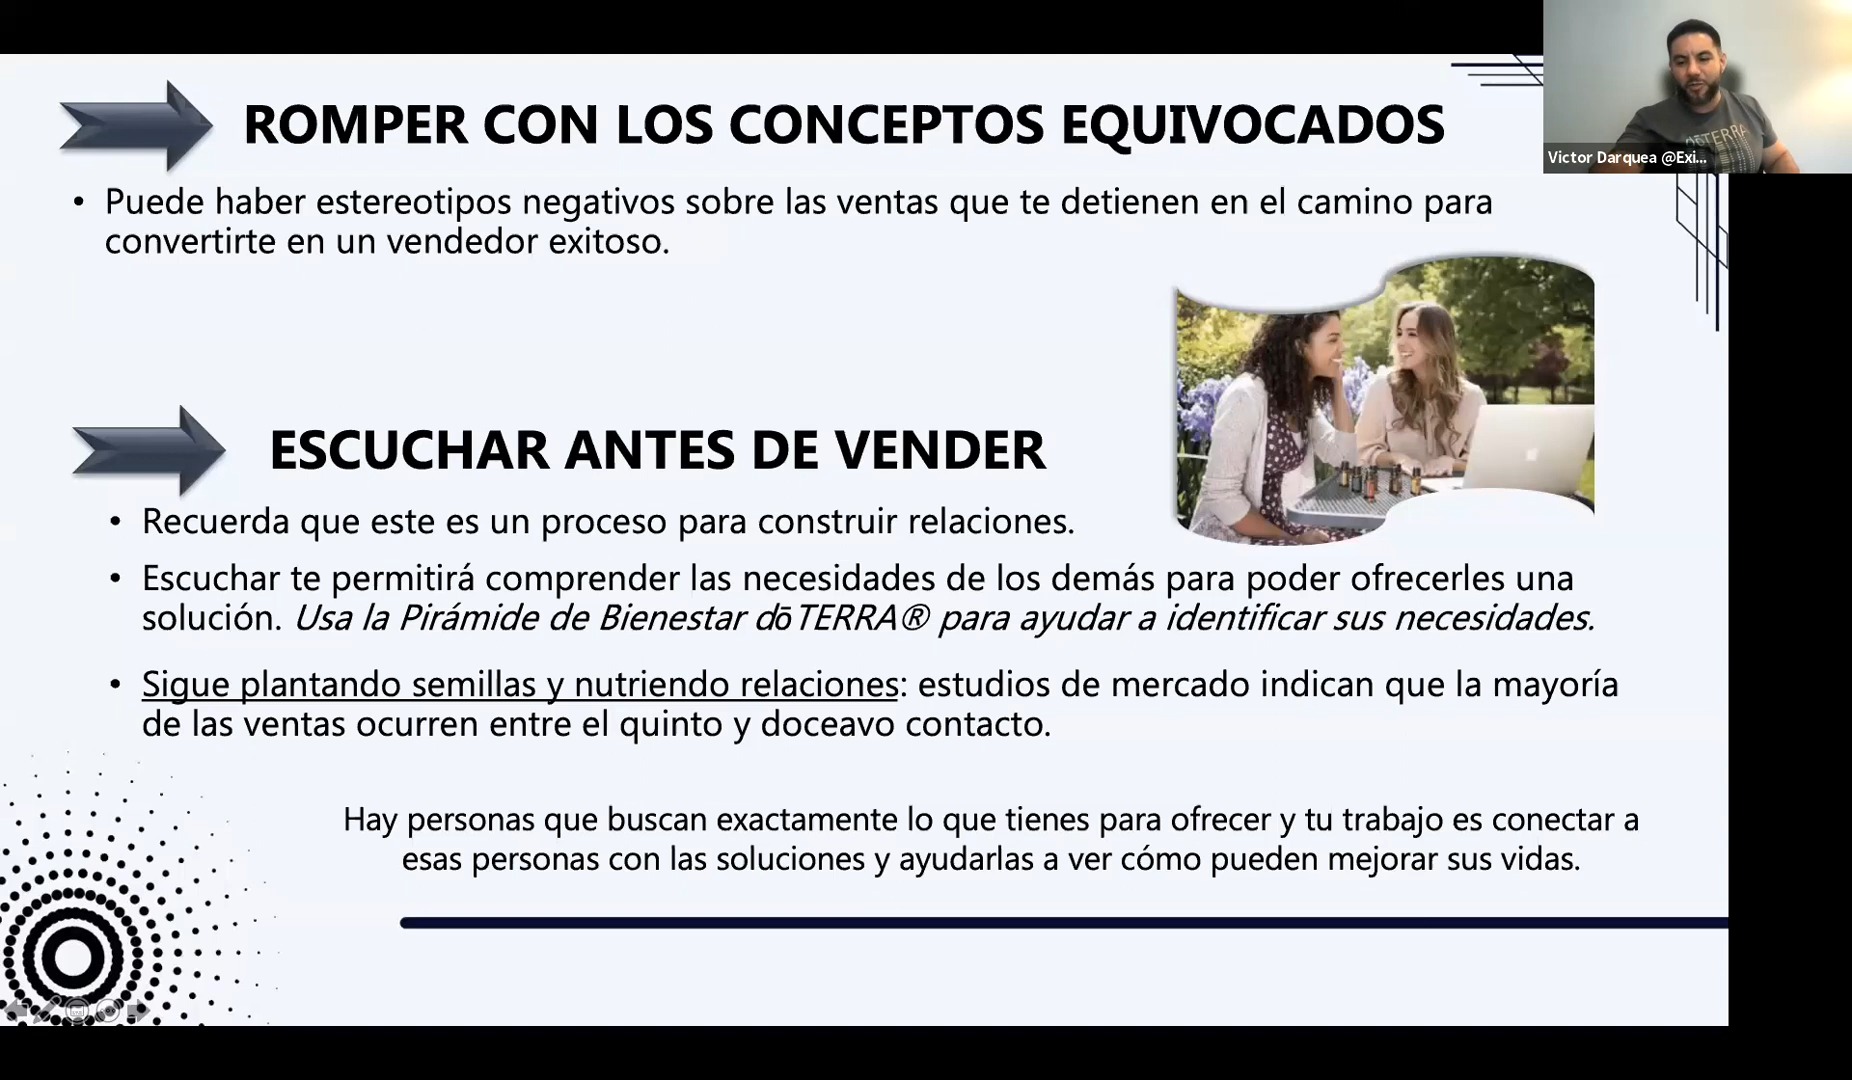 ROMPER CON LOS CONCEPTOS EQUIVOCADOS
Victor Darquea @Exi...
dōTERRA
• Puede haber estereotipos negativos sobre las ventas que te detienen en el camino para
convertirte en un vendedor exitoso.
ESCUCHAR ANTES DE VENDER
• Recuerda que este es un proceso para construir relaciones.
• Escuchar te permitirá comprender las necesidades de los demás para poder ofrecerles una
solución. Usa la Pirámide de Bienestar dōTERRA® para ayudar a identificar sus necesidades.
• Sigue plantando semillas y nutriendo relaciones: estudios de mercado indican que la mayoría
de las ventas ocurren entre el quinto y doceavo contacto.
Hay personas que buscan exactamente lo que tienes para ofrecer y tu trabajo es conectar a
esas personas con las soluciones y ayudarlas a ver cómo pueden mejorar sus vidas.